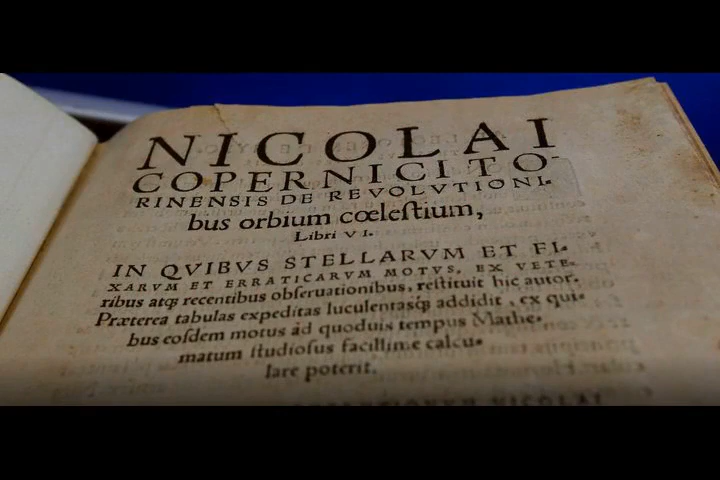 NICOLAI
COPERNICI TO-
RINENSIS DE REVOLVTIONI-
bus orbium cœlestium,
Libri VI.
IN QVIBVS STELLARVM ET FI-
XARVM ET ERRATICARVM MOTVS, EX VETE-
ribus atq; recentibus obseruationibus, restituit hic autor.
Præterea tabulas expeditas luculentasq́; addidit, ex qui-
bus eosdem motus ad quoduis tempus Mathe-
matum studiosus facillime calcu-
lare poterit.